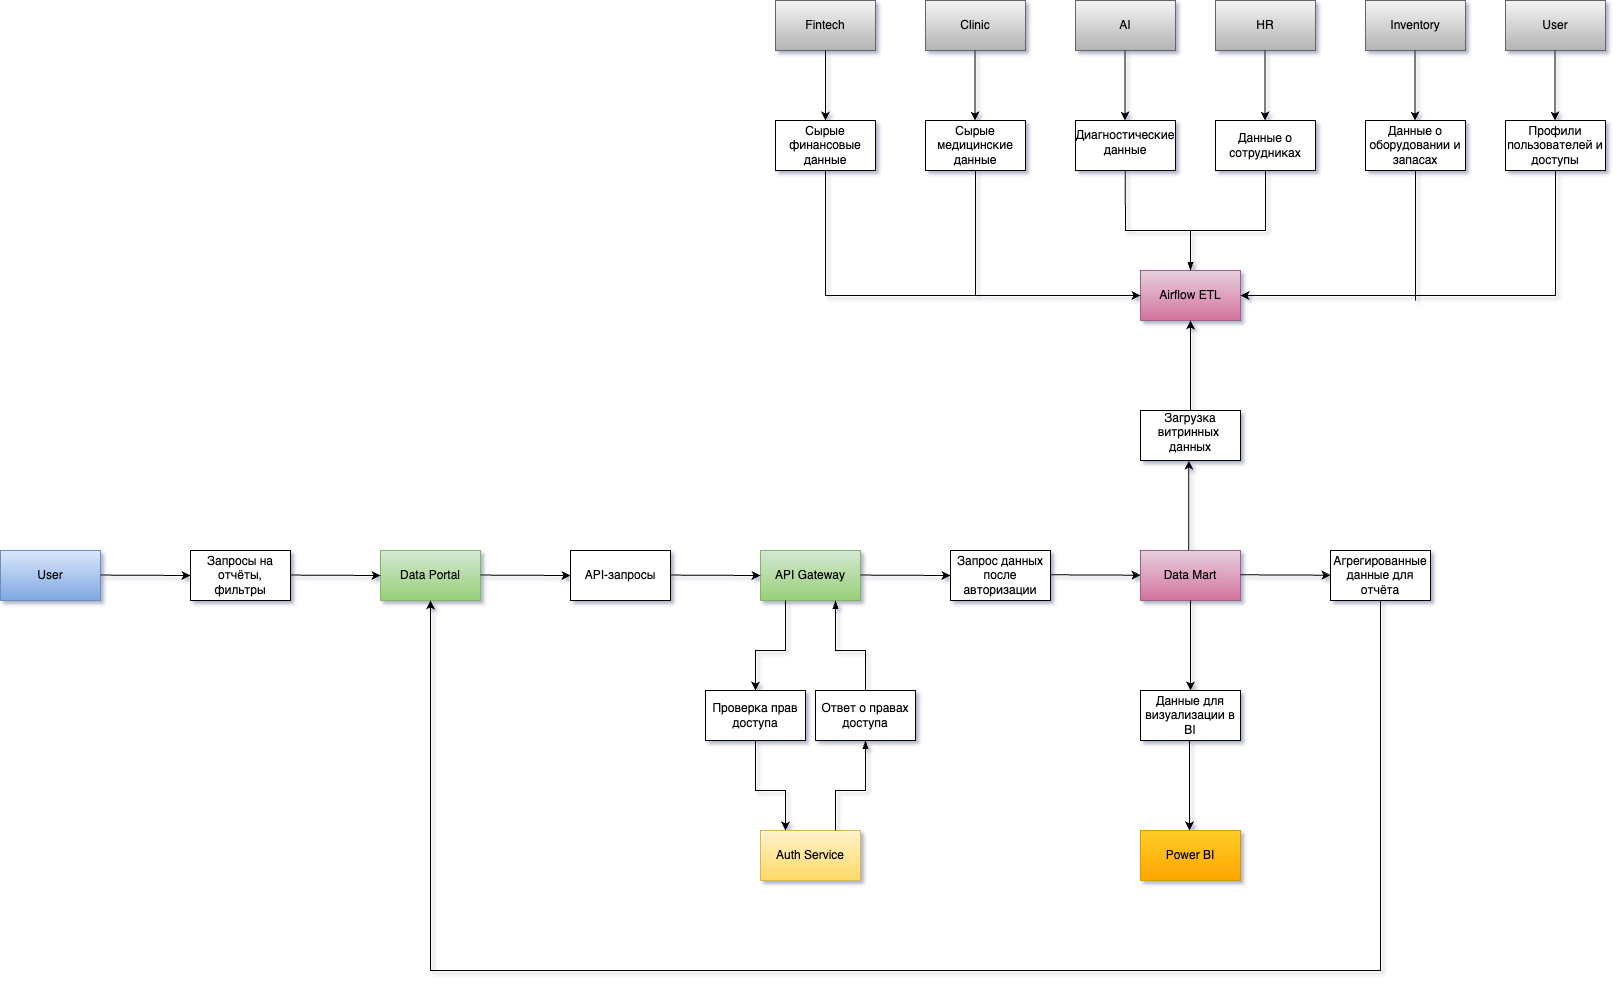 Fintech
Clinic
AI
HR
Inventory
User
Сырые
финансовые
данные
Сырые
медицинские
данные
Диагностические
данные
Данные о
сотрудниках
Данные о
оборудовании и
запасах
Профили
пользователей и
доступы
Airflow ETL
Загрузка
витринных
данных
User
Запросы на
отчёты,
фильтры
Data Portal
API-запросы
API Gateway
Запрос данных
после
авторизации
Data Mart
Агрегированные
данные для
отчёта
Проверка прав
доступа
Ответ о правах
доступа
Данные для
визуализации в
BI
Auth Service
Power BI